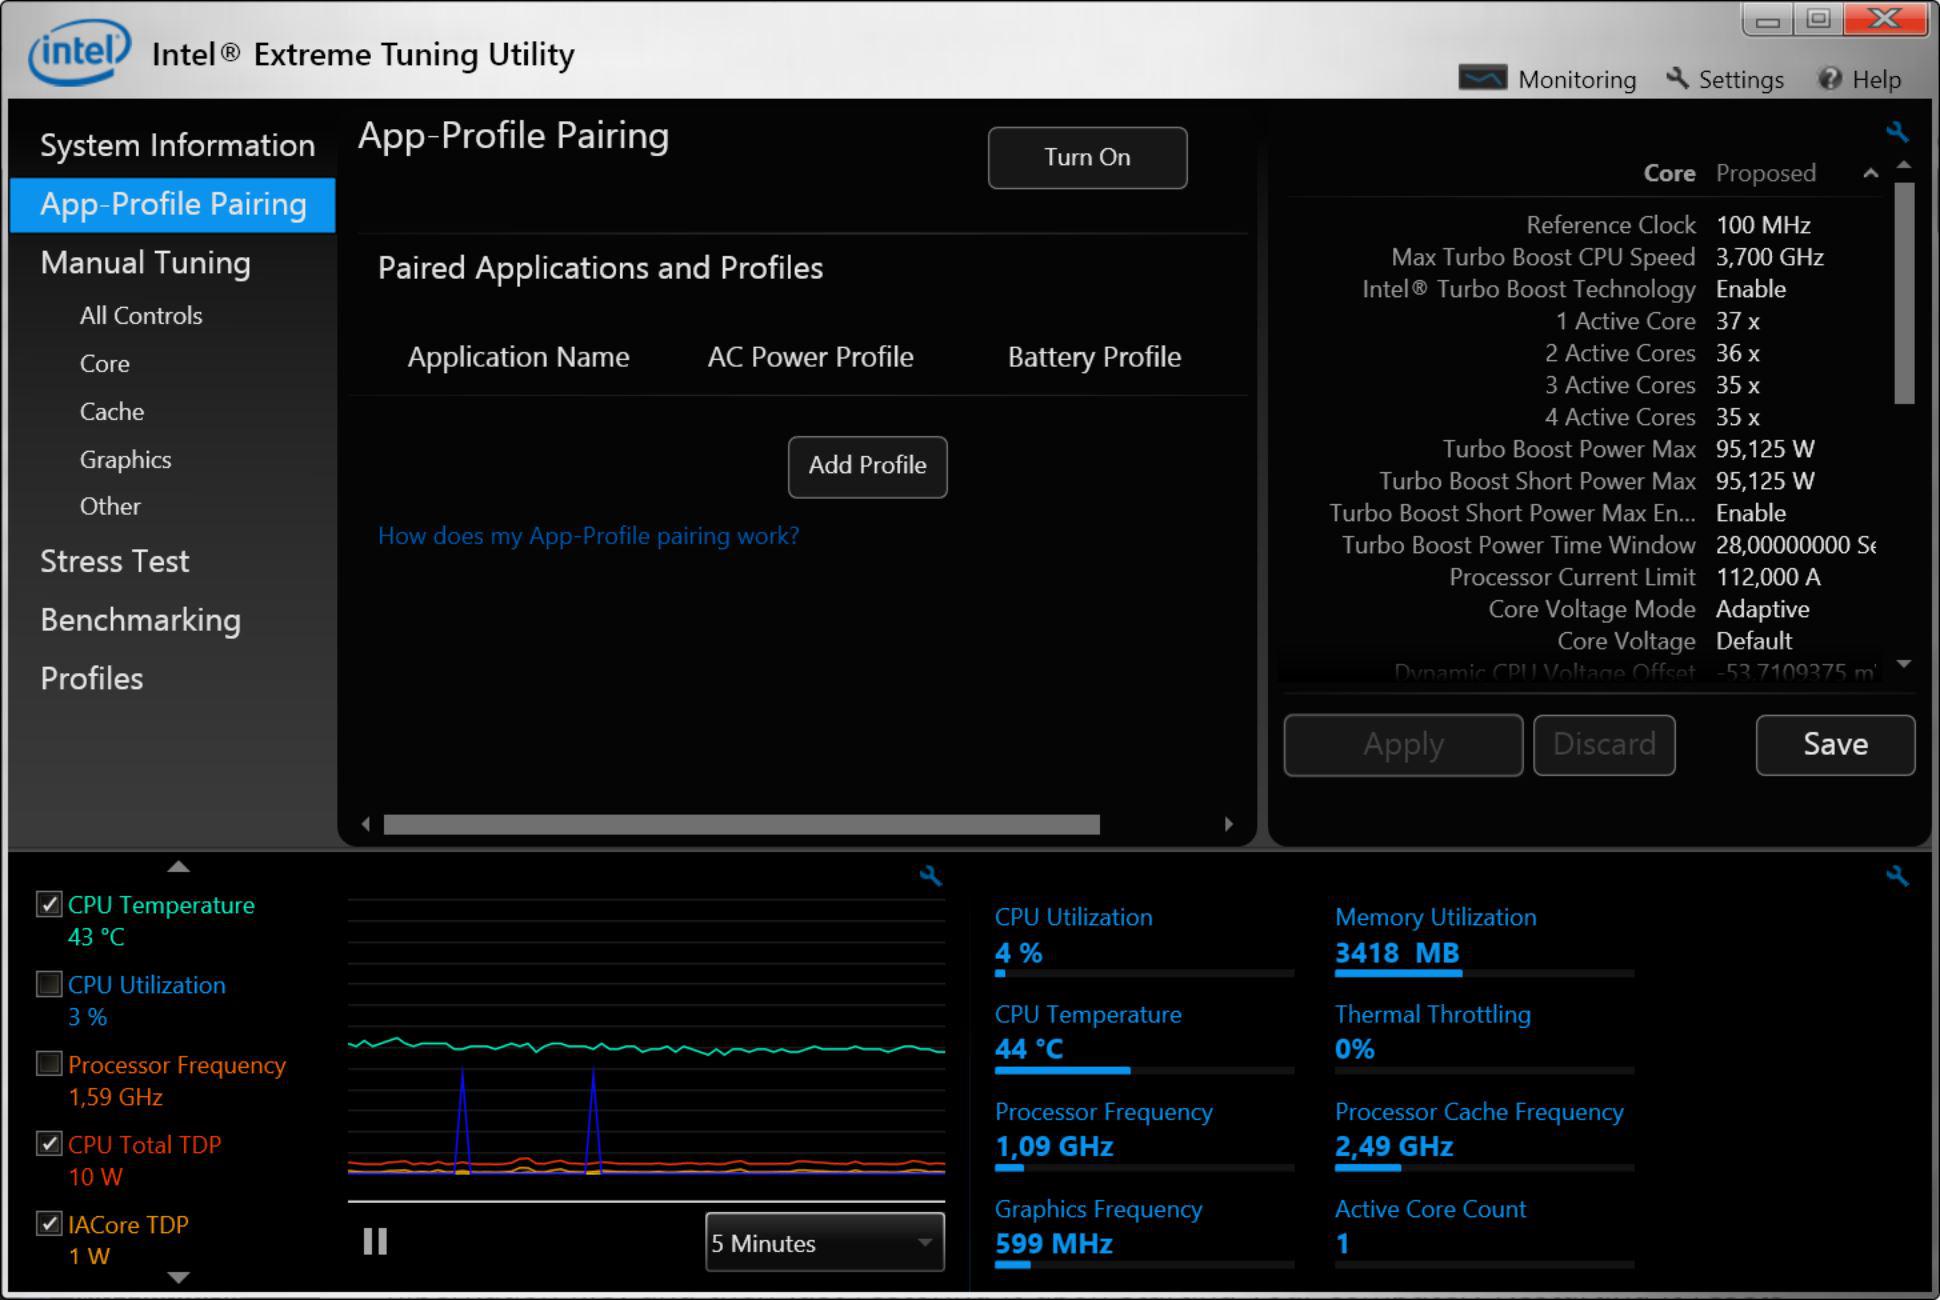 intel
Intel® Extreme Tuning Utility
Monitoring
Settings
Help
System Information
App-Profile Pairing
Manual Tuning
All Controls
Core
Cache
Graphics
Other
Stress Test
Benchmarking
Profiles
App-Profile Pairing
Turn On
Paired Applications and Profiles
Application Name AC Power Profile Battery Profile
Add Profile
How does my App-Profile pairing work?
Core Proposed
Reference Clock 100 MHz
Max Turbo Boost CPU Speed 3,700 GHz
Intel® Turbo Boost Technology Enable
1 Active Core 37 x
2 Active Cores 36 x
3 Active Cores 35 x
4 Active Cores 35 x
Turbo Boost Power Max 95,125 W
Turbo Boost Short Power Max 95,125 W
Turbo Boost Short Power Max En... Enable
Turbo Boost Power Time Window 28,00000000 Se
Processor Current Limit 112,000 A
Core Voltage Mode Adaptive
Core Voltage Default
Dynamic CPU Voltage Offset -53,7109375 m
Apply
Discard
Save
CPU Temperature
43 °C
CPU Utilization
3 %
Processor Frequency
1,59 GHz
CPU Total TDP
10 W
IACore TDP
1 W
5 Minutes
CPU Utilization
4 %
Memory Utilization
3418 MB
CPU Temperature
44 °C
Thermal Throttling
0%
Processor Frequency
1,09 GHz
Processor Cache Frequency
2,49 GHz
Graphics Frequency
599 MHz
Active Core Count
1